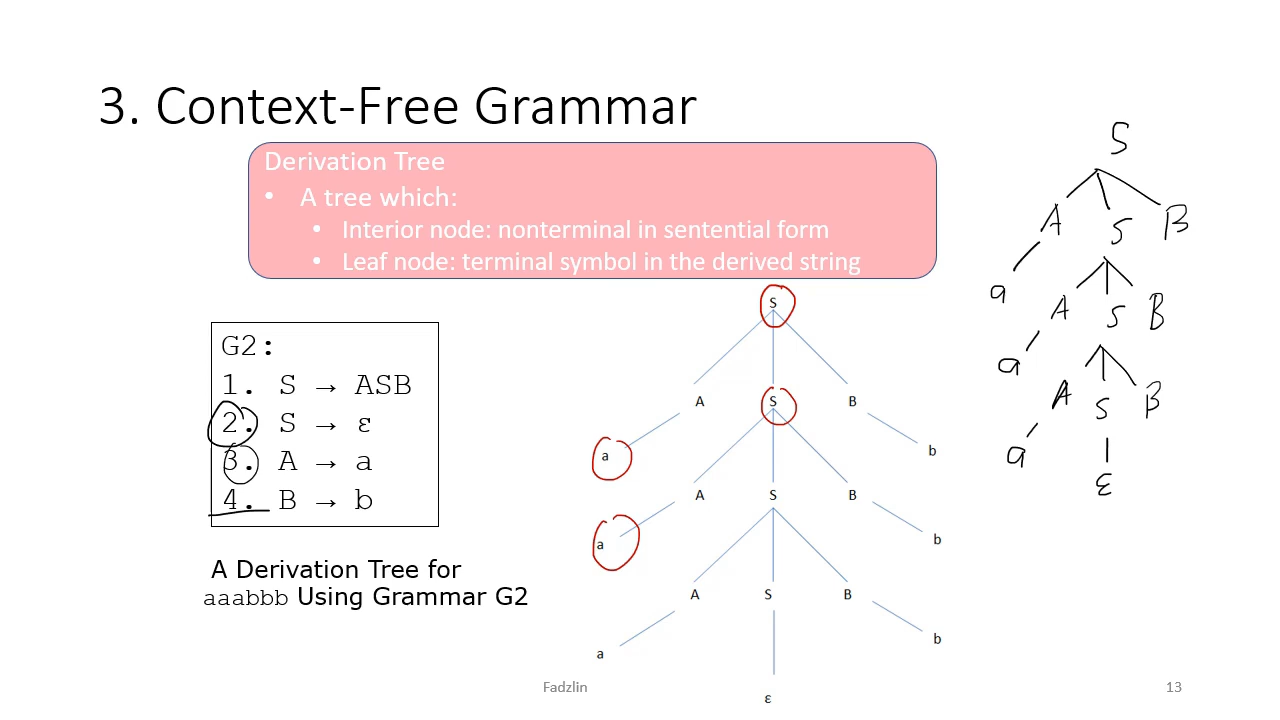 3. Context-Free Grammar
Derivation Tree
• A tree which:
• Interior node: nonterminal in sentential form
• Leaf node: terminal symbol in the derived string
G2:
1. S → ASB
2. S → ε
3. A → a
4. B → b
A Derivation Tree for
aaabbb Using Grammar G2
S
A S B
a b
A S B
a b
A S B
a b
ε
S
A S B
a
A S B
a
A S B
a
ε
Fadzlin
13